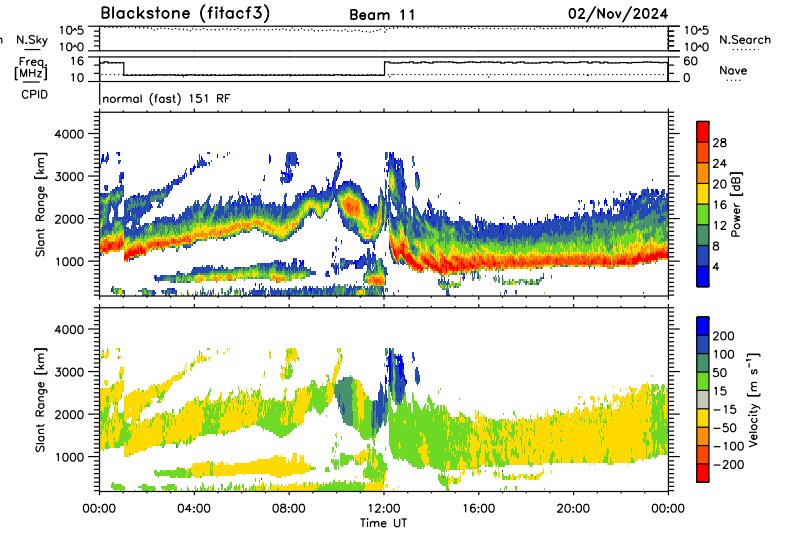 Blackstone (fitacf3)
Beam 11
02/Nov/2024
N.Sky
10^5
10^0
10^5
10^0
N.Search
Freq.
[MHz]
16
10
60
0
Nave
CPID
normal (fast) 151 RF
Slant Range [km]
4000
3000
2000
1000
28
24
20
16
12
8
4
Power [dB]
Slant Range [km]
4000
3000
2000
1000
200
100
50
15
-15
-50
-100
-200
Velocity [m s⁻¹]
00:00
04:00
08:00
12:00
16:00
20:00
00:00
Time UT